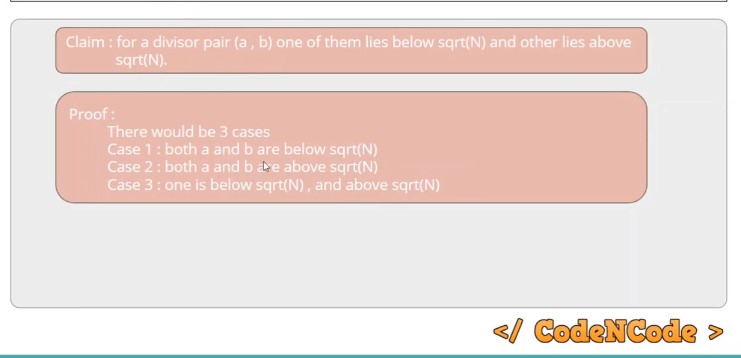 Claim : for a divisor pair (a , b) one of them lies below sqrt(N) and other lies above
sqrt(N).
Proof :
There would be 3 cases
Case 1 : both a and b are below sqrt(N)
Case 2 : both a and b are above sqrt(N)
Case 3 : one is below sqrt(N) , and above sqrt(N)
</ CodeNCode >